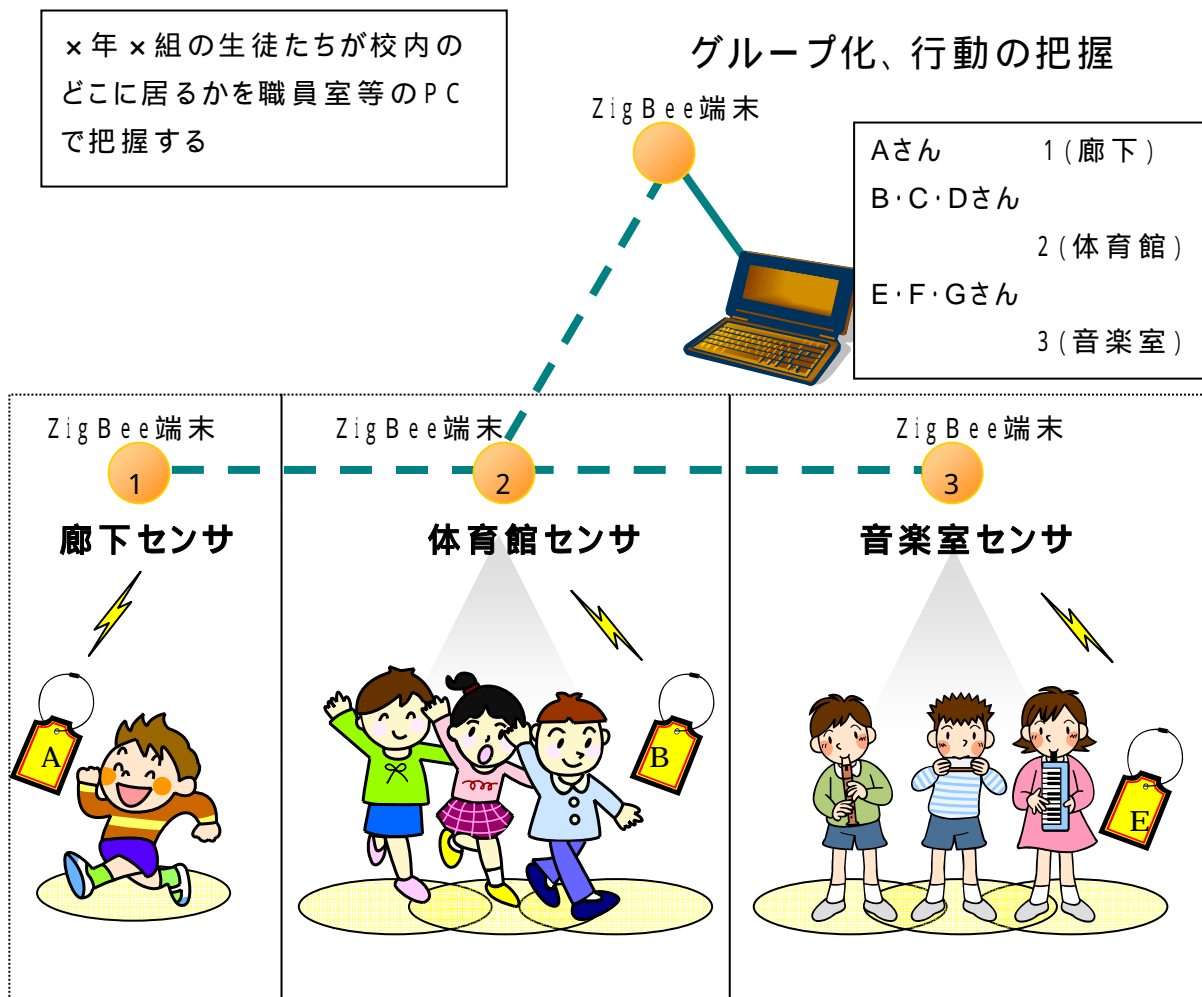 ×年×組の生徒たちが校内の
どこに居るかを職員室等のPC
で把握する
グループ化、行動の把握
ZigBee端末
Aさん 1(廊下)
B・C・Dさん
2(体育館)
E・F・Gさん
3(音楽室)
ZigBee端末
ZigBee端末
ZigBee端末
1
2
3
廊下センサ
体育館センサ
音楽室センサ
A
B
E